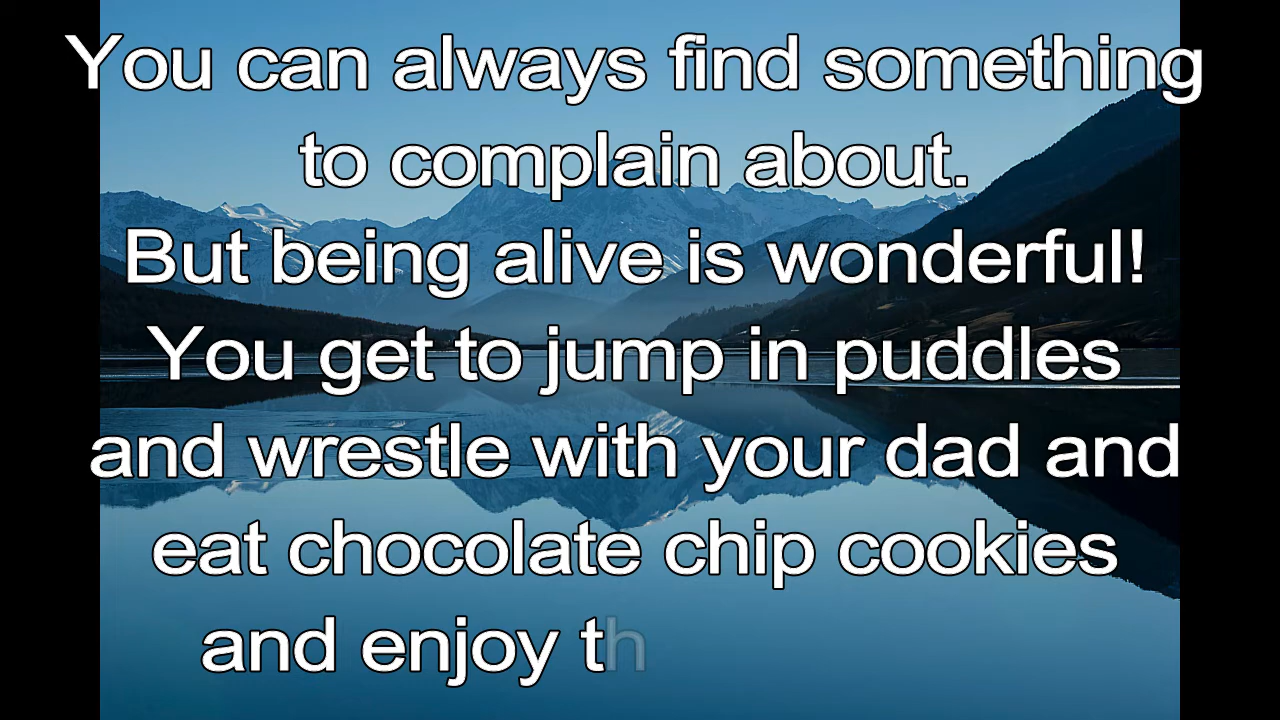 You can always find something
to complain about.
But being alive is wonderful!
You get to jump in puddles
and wrestle with your dad and
eat chocolate chip cookies
and enjoy th